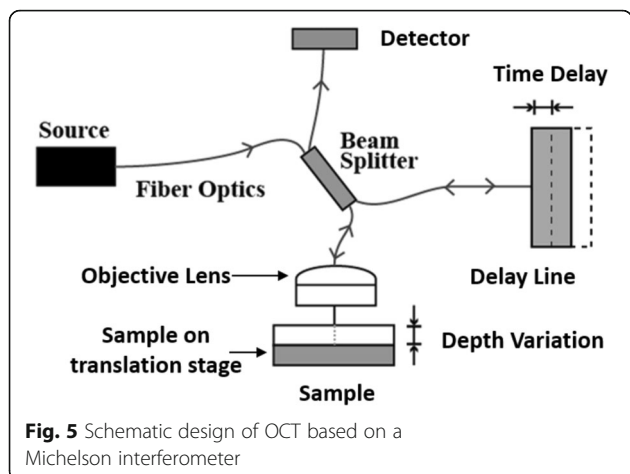 Detector
Time Delay
Source
Beam
Splitter
Fiber Optics
Objective Lens
Delay Line
Sample on
translation stage
Depth Variation
Sample
Fig. 5 Schematic design of OCT based on a
Michelson interferometer